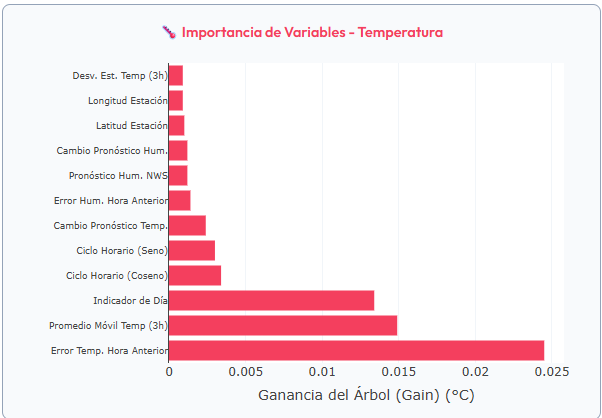 Importancia de Variables - Temperatura
Desv. Est. Temp (3h)
Longitud Estación
Latitud Estación
Cambio Pronóstico Hum.
Pronóstico Hum. NWS
Error Hum. Hora Anterior
Cambio Pronóstico Temp.
Ciclo Horario (Seno)
Ciclo Horario (Coseno)
Indicador de Día
Promedio Móvil Temp (3h)
Error Temp. Hora Anterior
0 0.005 0.01 0.015 0.02 0.025
Ganancia del Árbol (Gain) (°C)